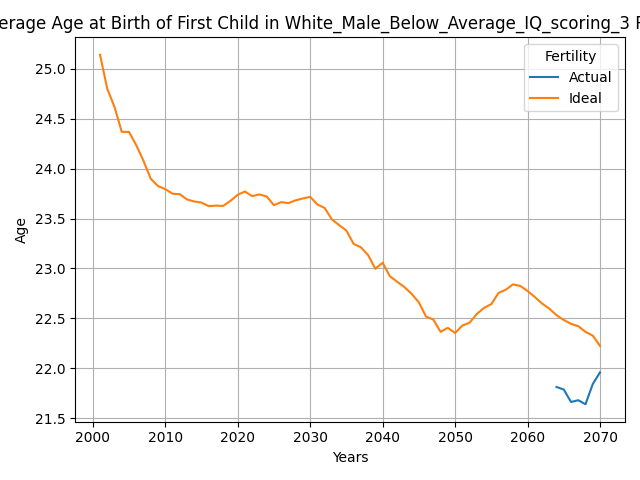 erage Age at Birth of First Child in White_Male_Below_Average_IQ_scoring_3
Fertility
Actual
Ideal
25.0
24.5
24.0
23.5
23.0
22.5
22.0
21.5
Age
2000 2010 2020 2030 2040 2050 2060 2070
Years